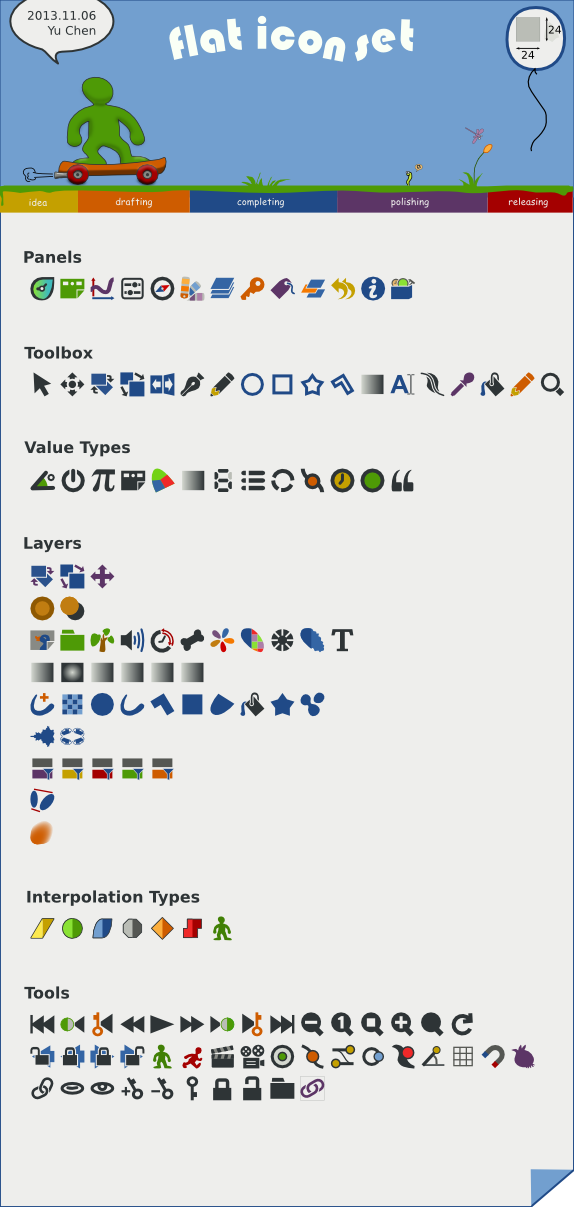 2013.11.06
Yu Chen
flat icon set
24
24
idea drafting completing polishing releasing
Panels
Toolbox
A
Value Types
π
Layers
T
Interpolation Types
Tools
1